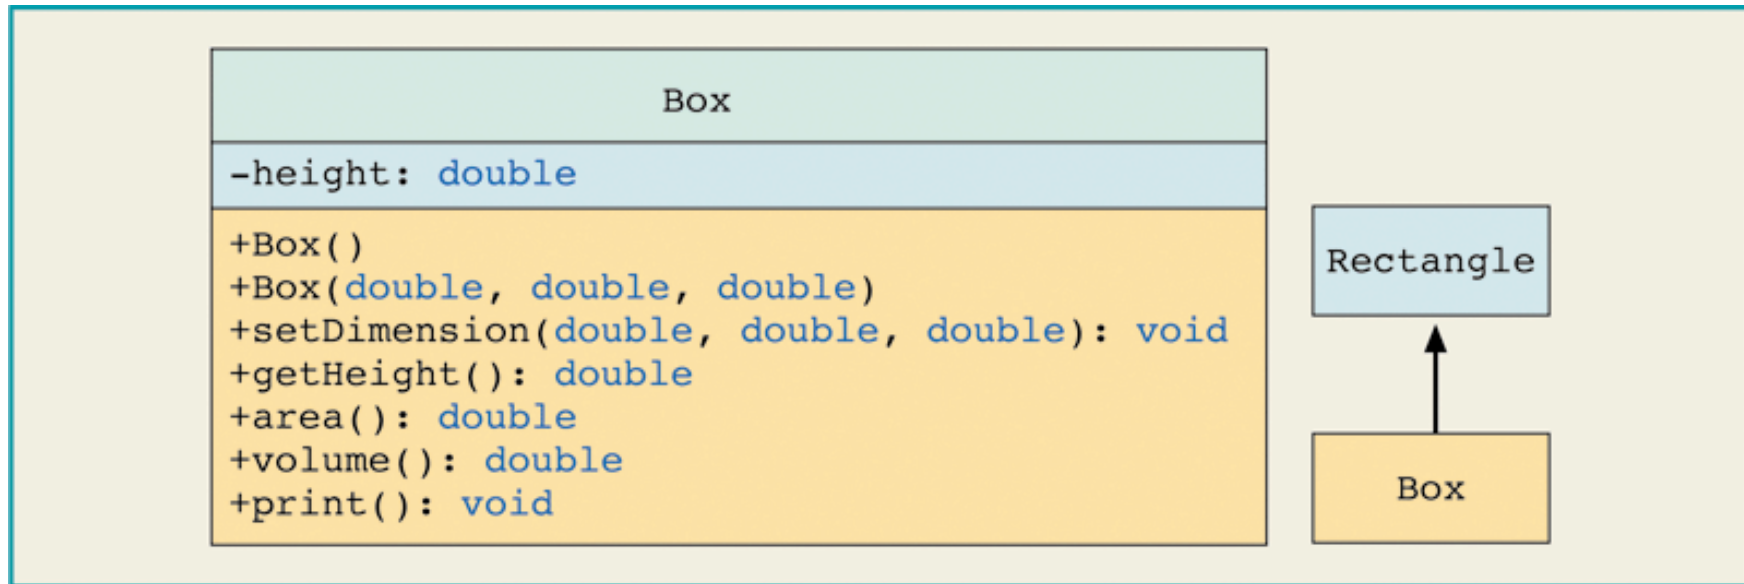 Box
-height: double
+Box()
+Box(double, double, double)
+setDimension(double, double, double): void
+getHeight(): double
+area(): double
+volume(): double
+print(): void
Rectangle
Box